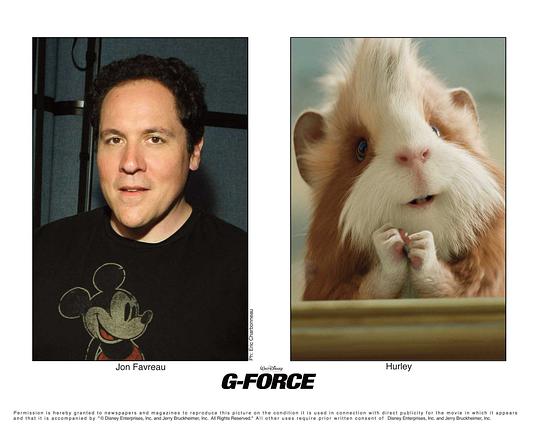 Ph: Eric Charbonneau
Jon Favreau
Hurley
Walt Disney
G-FORCE
Permission is hereby granted to newspapers and magazines to reproduce this picture on the condition it is used in connection with direct publicity for the movie in which it appears
and that it is accompanied by "© Disney Enterprises, Inc. and Jerry Bruckheimer, Inc. All Rights Reserved." All other uses require prior written consent of Disney Enterprises, Inc. and Jerry Bruckheimer, Inc.